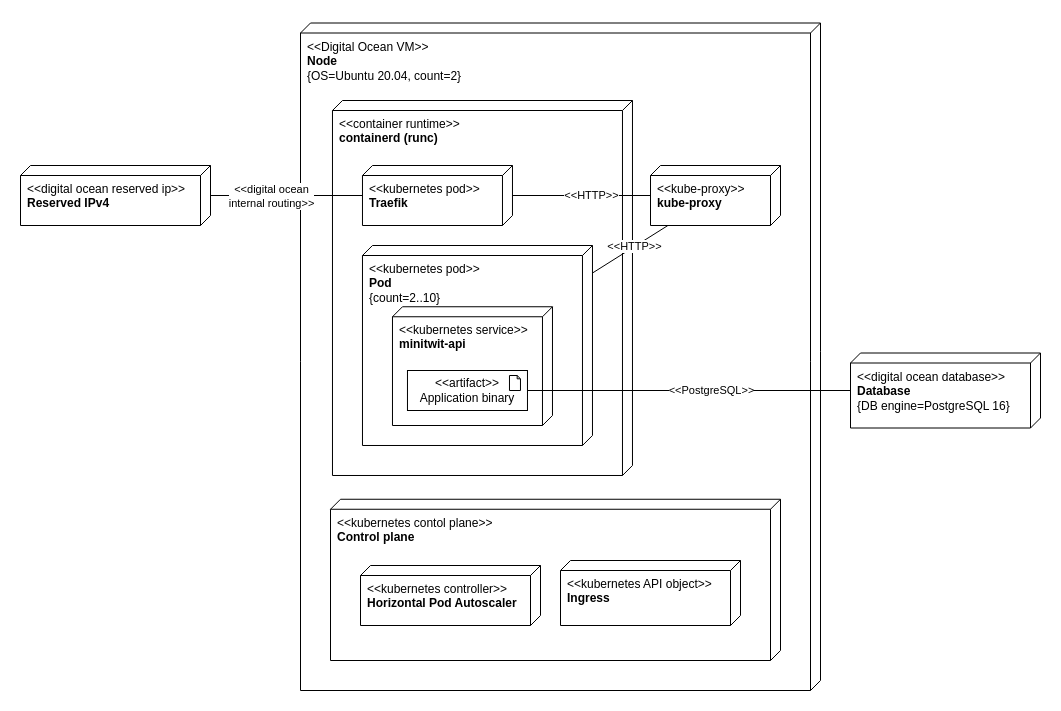 <<Digital Ocean VM>>
Node
{OS=Ubuntu 20.04, count=2}
<<container runtime>>
containerd (runc)
<<digital ocean reserved ip>>
Reserved IPv4
<<digital ocean
internal routing>>
<<kubernetes pod>>
Traefik
<<HTTP>>
<<kube-proxy>>
kube-proxy
<<HTTP>>
<<kubernetes pod>>
Pod
{count=2..10}
<<kubernetes service>>
minitwit-api
<<artifact>>
Application binary
<<PostgreSQL>>
<<digital ocean database>>
Database
{DB engine=PostgreSQL 16}
<<kubernetes contol plane>>
Control plane
<<kubernetes controller>>
Horizontal Pod Autoscaler
<<kubernetes API object>>
Ingress